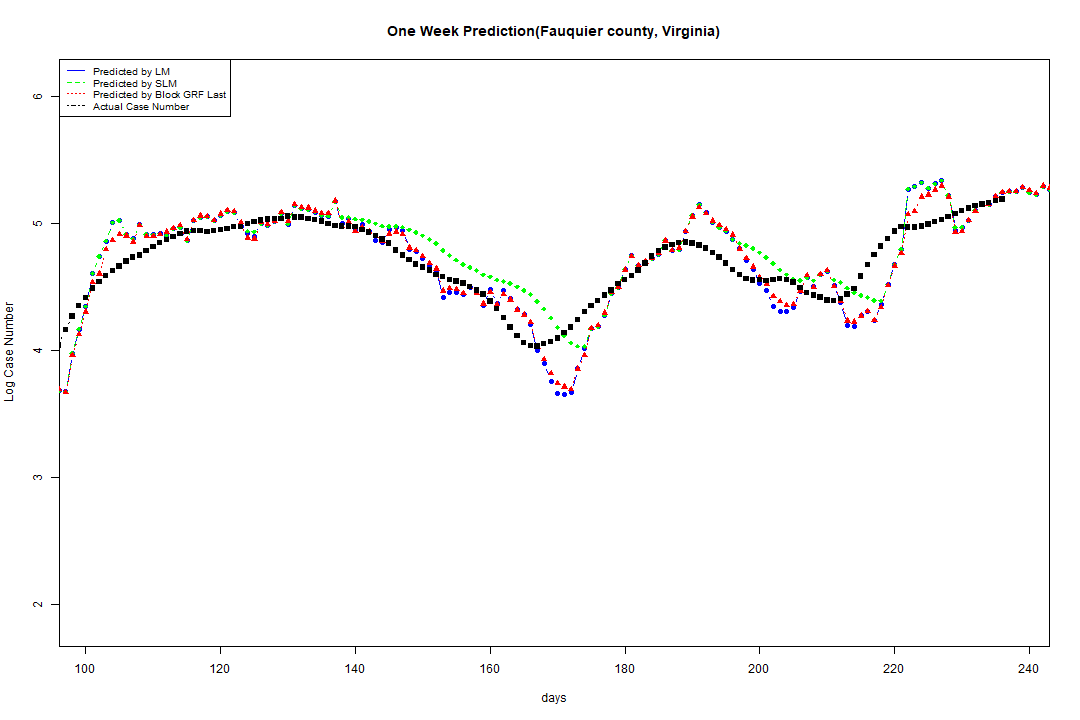 One Week Prediction(Fauquier county, Virginia)
Predicted by LM
Predicted by SLM
Predicted by Block GRF Last
Actual Case Number
6
5
4
3
2
Log Case Number
100 120 140 160 180 200 220 240
days